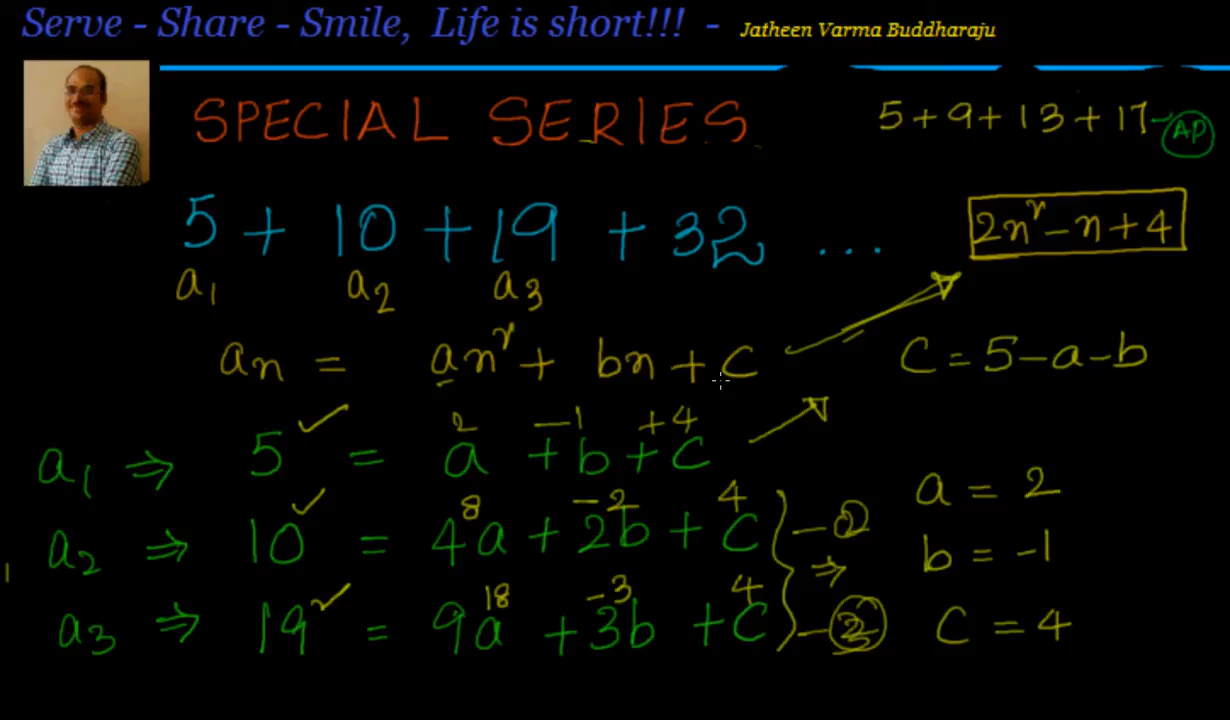 Serve - Share - Smile, Life is short!!! - Jatheen Varma Buddharaju
SPECIAL SERIES 5+9+13+17- AP
5 + 10 + 19 + 32 ... 2n² - n + 4
a1 a2 a3
an = an² + bn + c C = 5-a-b
2 -1 +4
a1 ⇒ 5 = a + b + c
8 -2 4
a2 ⇒ 10 = 4a + 2b + c - ② a = 2
⇒ b = -1
18 -3 4
a3 ⇒ 19 = 9a + 3b + c - ③ C = 4